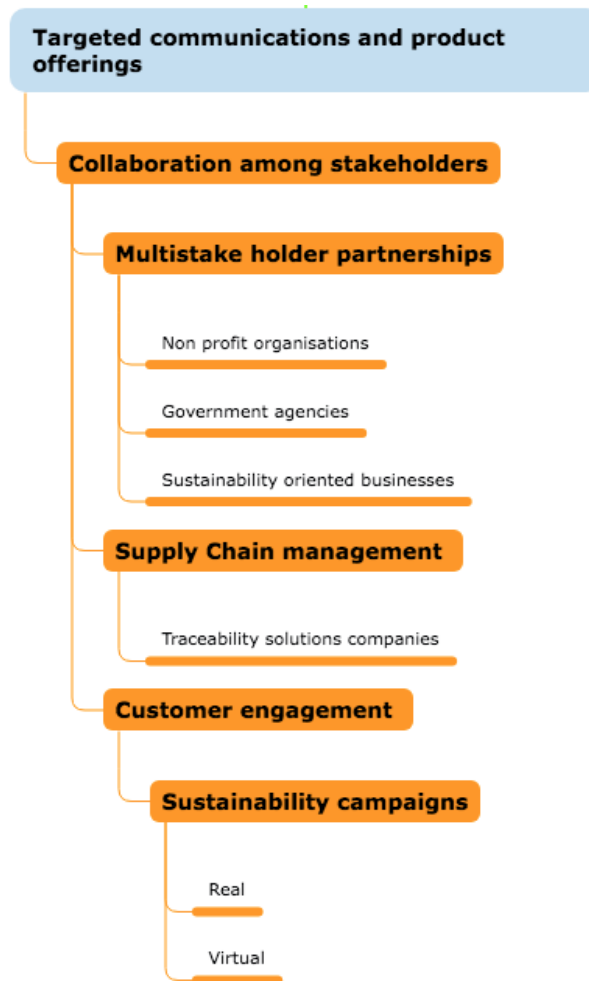 Targeted communications and product
offerings
Collaboration among stakeholders
Multistake holder partnerships
Non profit organisations
Government agencies
Sustainability oriented businesses
Supply Chain management
Traceability solutions companies
Customer engagement
Sustainability campaigns
Real
Virtual